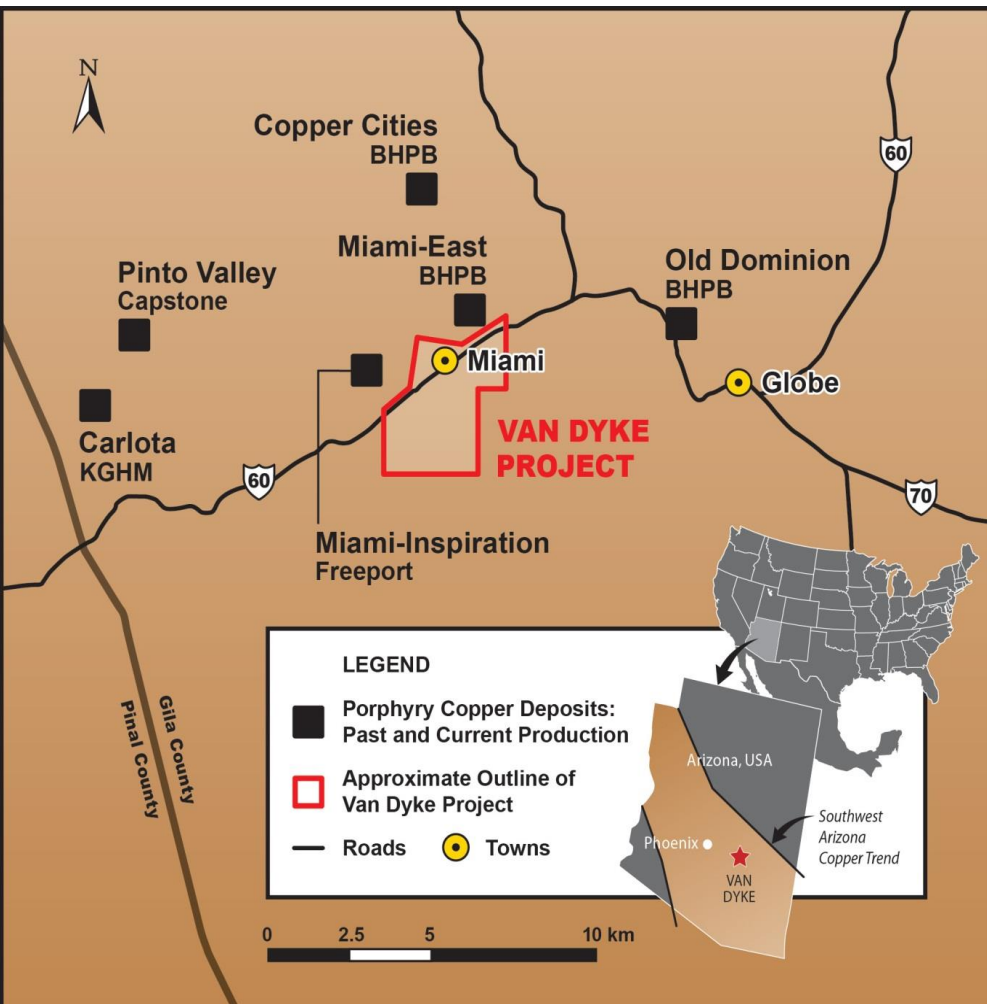 N
Copper Cities
BHPB
60
Miami-East
BHPB
Old Dominion
BHPB
Pinto Valley
Capstone
Miami
Globe
Carlota
KGHM
VAN DYKE
PROJECT
60
70
Miami-Inspiration
Freeport
Gila County
Pinal County
LEGEND
Porphyry Copper Deposits:
Past and Current Production
Approximate Outline of
Van Dyke Project
Roads
Towns
Arizona, USA
Phoenix
VAN
DYKE
Southwest
Arizona
Copper Trend
0 2.5 5 10 km